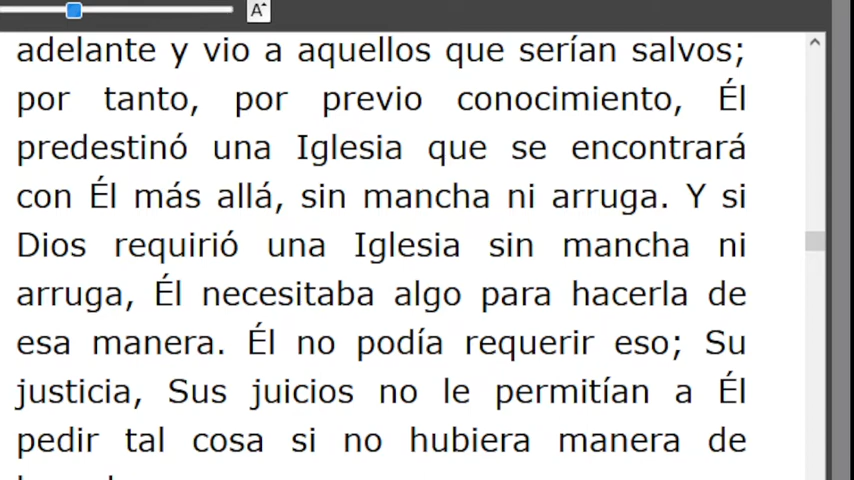 A
adelante y vio a aquellos que serían salvos;
por tanto, por previo conocimiento, Él
predestinó una Iglesia que se encontrará
con Él más allá, sin mancha ni arruga. Y si
Dios requirió una Iglesia sin mancha ni
arruga, Él necesitaba algo para hacerla de
esa manera. Él no podía requerir eso; Su
justicia, Sus juicios no le permitían a Él
pedir tal cosa si no hubiera manera de